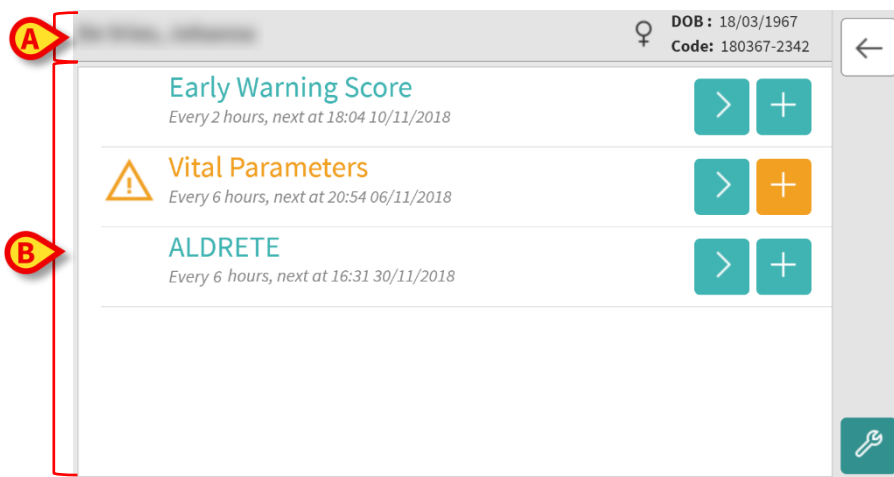 A
DOB : 18/03/1967
Code: 180367-2342
B
Early Warning Score
Every 2 hours, next at 18:04 10/11/2018
Vital Parameters
Every 6 hours, next at 20:54 06/11/2018
ALDRETE
Every 6 hours, next at 16:31 30/11/2018